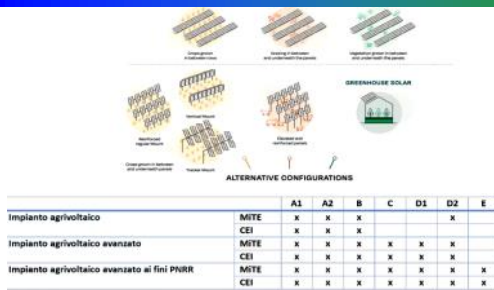 Crops grown
in between rows
Grazing in between
and underneath the panels
Vegetation grown in between
and underneath the panels
GREENHOUSE SOLAR
Vertical Mount
Reinforced
regular Mount
Elevated and
reinforced panels
Crops grown in between
and underneath panels
Tracker Mount
ALTERNATIVE CONFIGURATIONS
A1 A2 B C D1 D2 E
Impianto agrivoltaico MiTE x x x x
CEI x x x
Impianto agrivoltaico avanzato MiTE x x x x x x
CEI x x x x x x
Impianto agrivoltaico avanzato ai fini PNRR MiTE x x x x x x x
CEI x x x x x x x